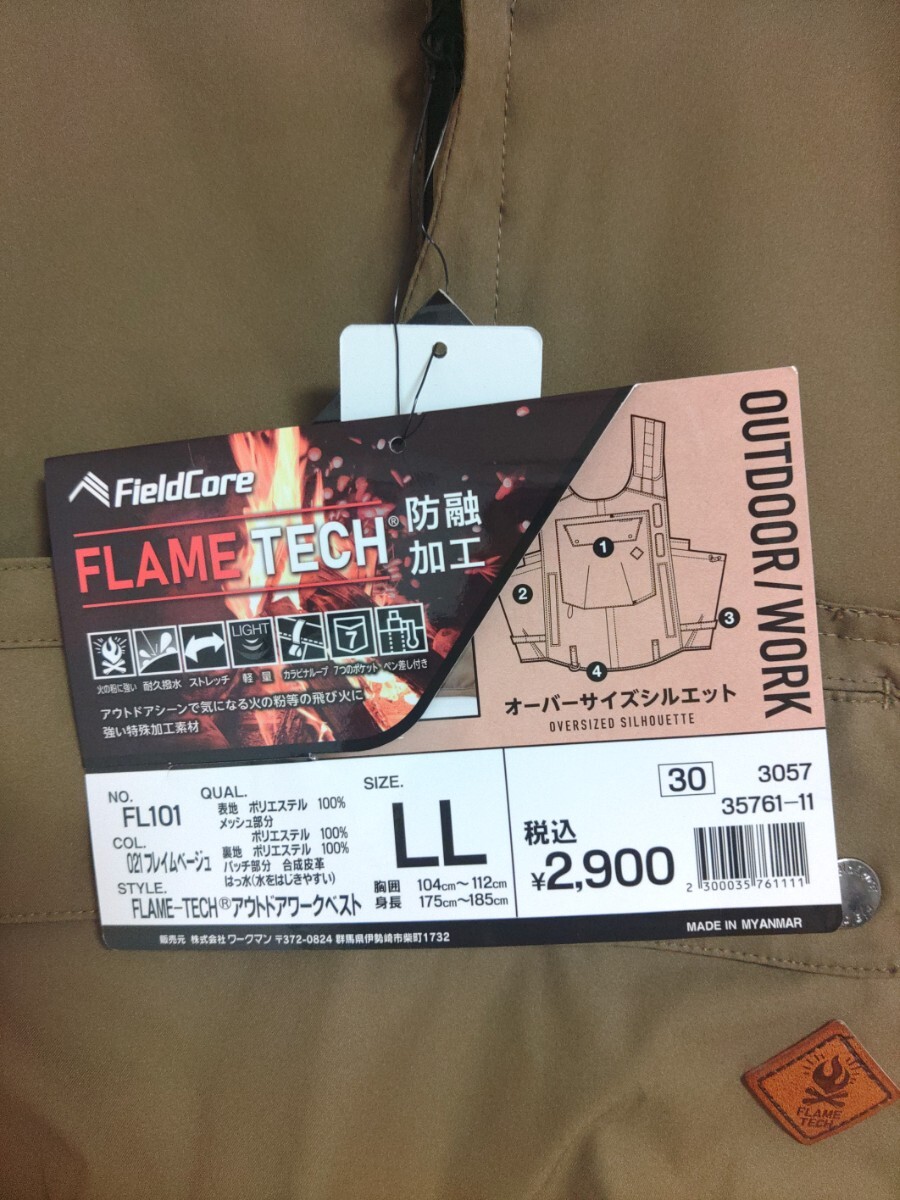 FieldCore
FLAME TECH® 防融
加工
LIGHT
7
火の粉に強い 耐久撥水 ストレッチ 軽量 カラビナループ 7つのポケット ペン差し付き
アウトドアシーンで気になる火の粉等の飛び火に
強い特殊加工素材
OUTDOOR/WORK
1
2
3
4
オーバーサイズシルエット
OVERSIZED SILHOUETTE
NO.
FL101
COL.
021フレイムベージュ
QUAL.
表地 ポリエステル 100%
メッシュ部分
ポリエステル 100%
裏地 ポリエステル 100%
パッチ部分 合成皮革
はっ水(水をはじきやすい)
STYLE.
FLAME-TECH®アウトドアワークベスト
SIZE.
LL
胸囲 104cm～112cm
身長 175cm～185cm
30 3057
35761-11
税込
¥2,900
2 300035 761111
販売元 株式会社ワークマン 〒372-0824 群馬県伊勢崎市柴町1732
MADE IN MYANMAR
FLAME
TECH